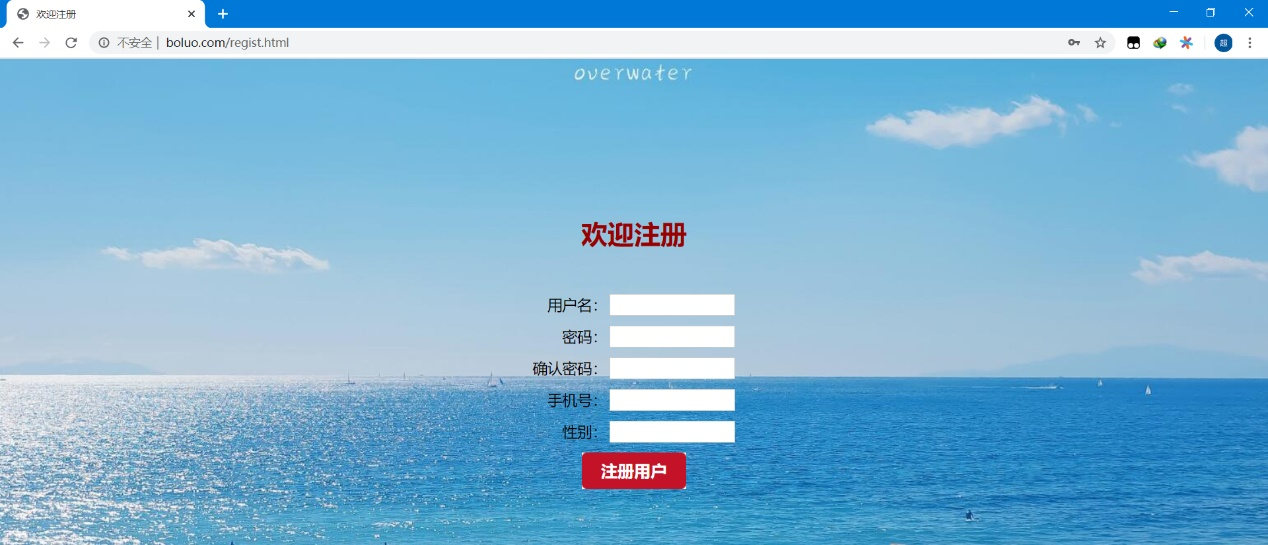 欢迎注册
不安全 | boluo.com/regist.html
超
overwater
欢迎注册
用户名：
密码：
确认密码：
手机号：
性别：
注册用户